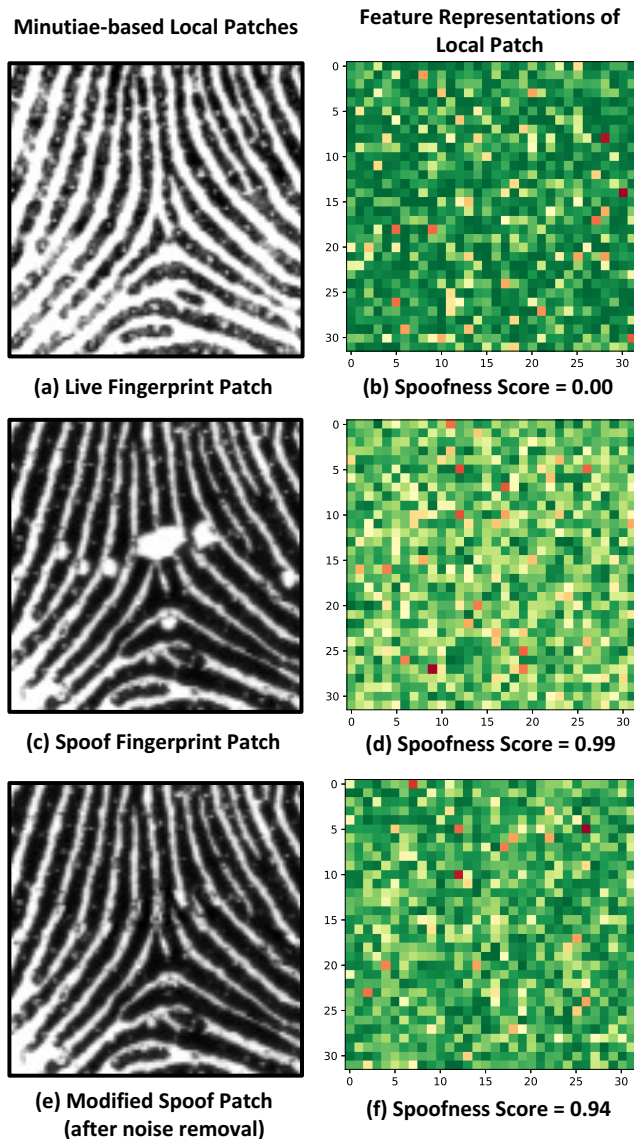 Minutiae-based Local Patches
Feature Representations of
Local Patch
0
5
10
15
20
25
30
0 5 10 15 20 25 30
(a) Live Fingerprint Patch
(b) Spoofness Score = 0.00
0
5
10
15
20
25
30
0 5 10 15 20 25 30
(c) Spoof Fingerprint Patch
(d) Spoofness Score = 0.99
0
5
10
15
20
25
30
0 5 10 15 20 25 30
(e) Modified Spoof Patch
(after noise removal)
(f) Spoofness Score = 0.94